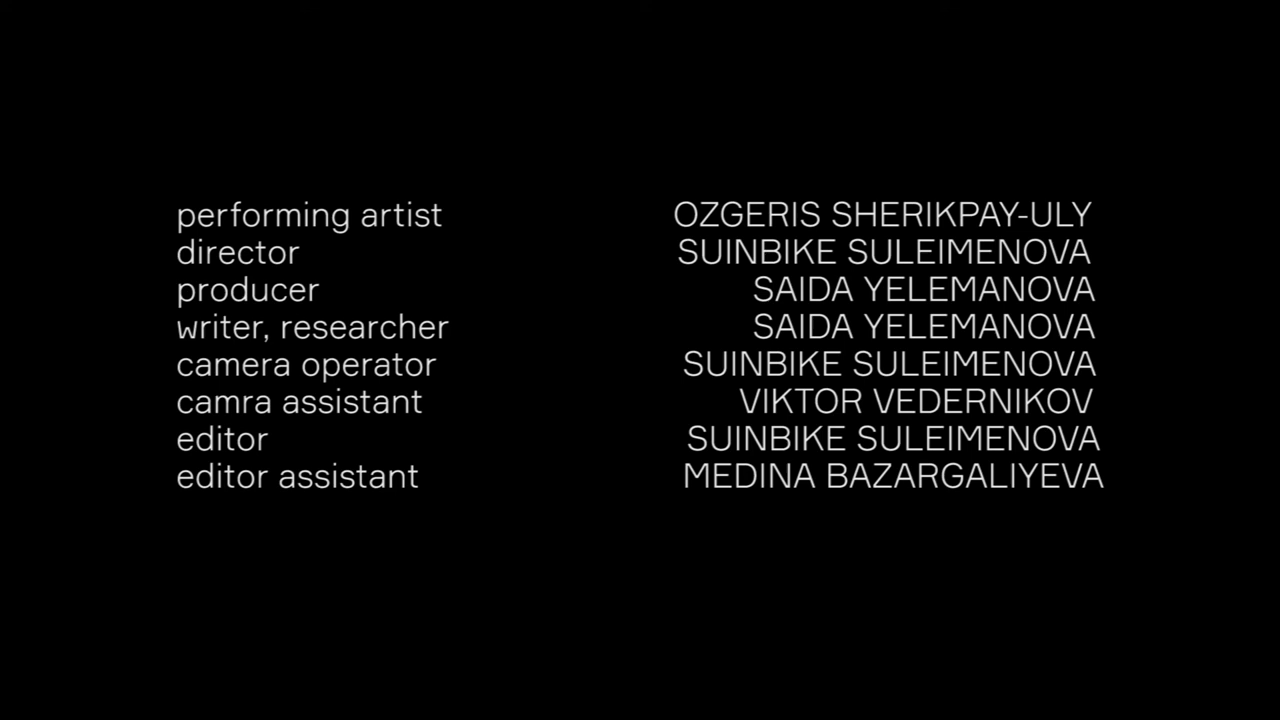 performing artist OZGERIS SHERIKPAY-ULY
director SUINBIKE SULEIMENOVA
producer SAIDA YELEMANOVA
writer, researcher SAIDA YELEMANOVA
camera operator SUINBIKE SULEIMENOVA
camra assistant VIKTOR VEDERNIKOV
editor SUINBIKE SULEIMENOVA
editor assistant MEDINA BAZARGALIYEVA